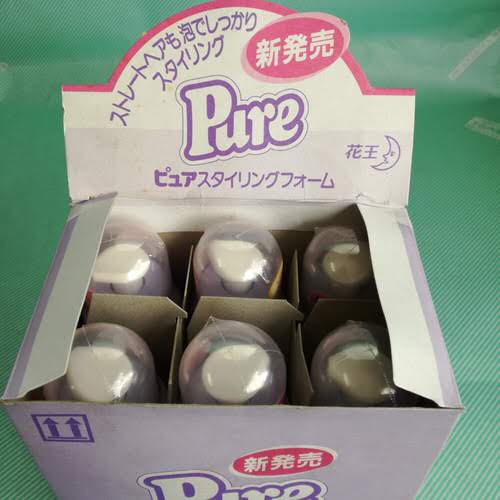 ストレートヘアも泡でしっかり
スタイリング
新発売
Pure
花王
ピュアスタイリングフォーム
新発売
Pure